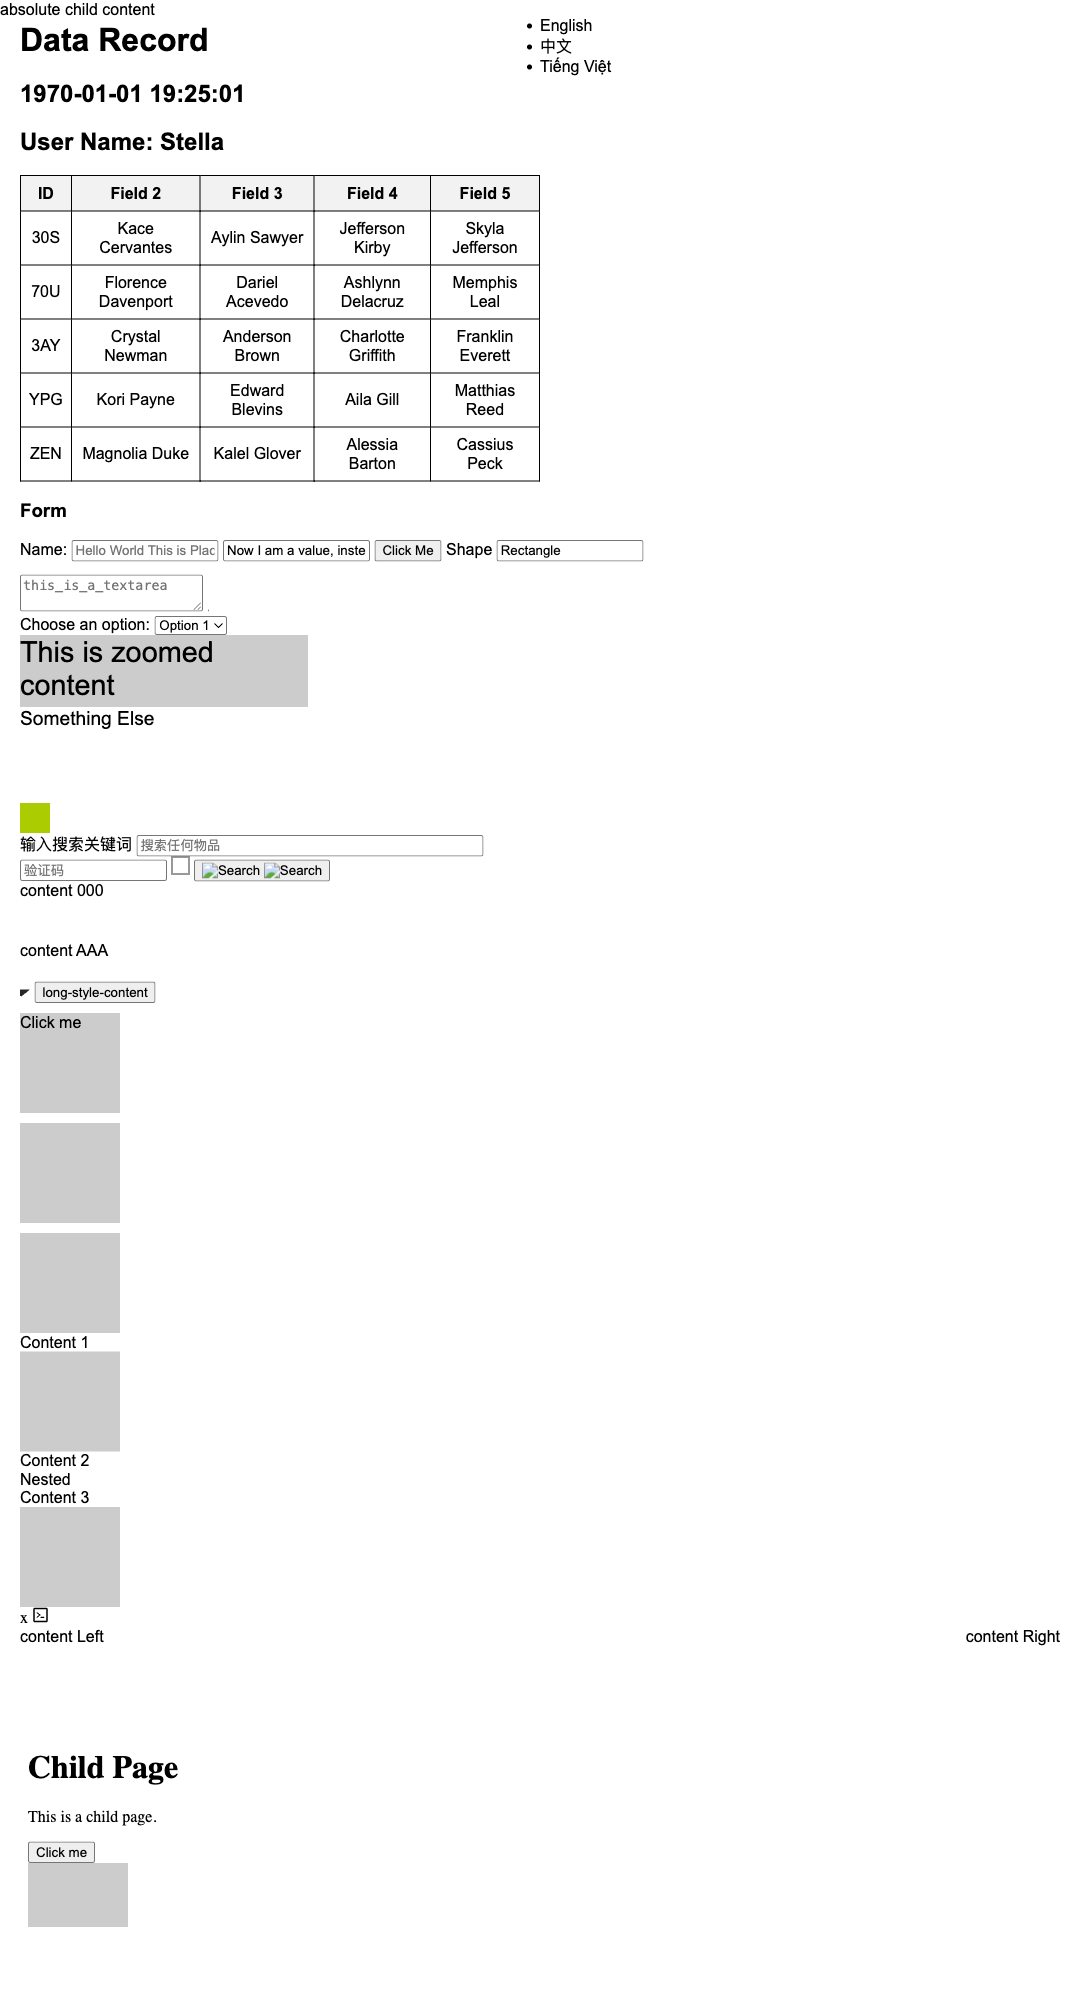 absolute child content
Data Record
English
中文
Tiếng Việt
1970-01-01 19:25:01
User Name: Stella
ID Field 2 Field 3 Field 4 Field 5
30S Kace Cervantes Aylin Sawyer Jefferson Kirby Skyla Jefferson
70U Florence Davenport Dariel Acevedo Ashlynn Delacruz Memphis Leal
3AY Crystal Newman Anderson Brown Charlotte Griffith Franklin Everett
YPG Kori Payne Edward Blevins Aila Gill Matthias Reed
ZEN Magnolia Duke Kalel Glover Alessia Barton Cassius Peck
Form
Name: Hello World This is Plac Now I am a value, inste Click Me Shape Rectangle
this_is_a_textarea
Choose an option: Option 1
This is zoomed
content
Something Else
输入搜索关键词 搜索任何物品
验证码 Search Search
content 000
content AAA
long-style-content
Click me
Content 1
Content 2
Nested
Content 3
x
content Left content Right
Child Page
This is a child page.
Click me